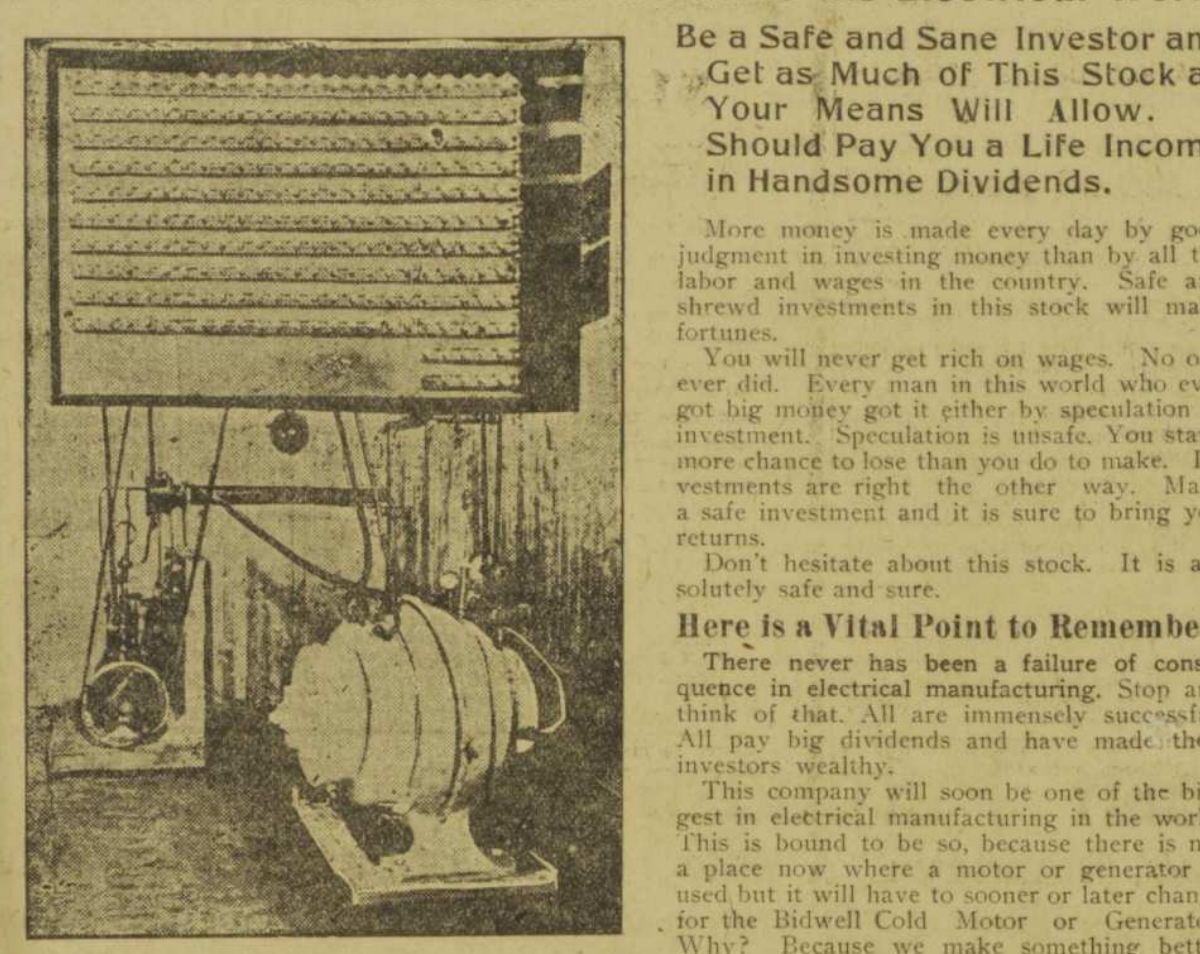 Be a Safe and Sane Investor an
Get as Much of This Stock a
Your Means Will Allow.
Should Pay You a Life Incom
in Handsome Dividends.
More money is made every day by goo
judgment in investing money than by all t
labor and wages in the country. Safe a
shrewd investments in this stock will ma
fortunes.
You will never get rich on wages. No o
ever did. Every man in this world who ev
got big money got it either by speculation
investment. Speculation is unsafe. You sta
more chance to lose than you do to make. I
vestments are right the other way. Ma
a safe investment and it is sure to bring yo
returns.
Don't hesitate about this stock. It is a
solutely safe and sure.
Here is a Vital Point to Remembe
There never has been a failure of cons
quence in electrical manufacturing. Stop a
think of that. All are immensely successf
All pay big dividends and have made the
investors wealthy.
This company will soon be one of the bi
gest in electrical manufacturing in the wor
This is bound to be so, because there is n
a place now where a motor or generator
used but it will have to sooner or later chan
for the Bidwell Cold Motor or Generato
Why? Because we make something bett